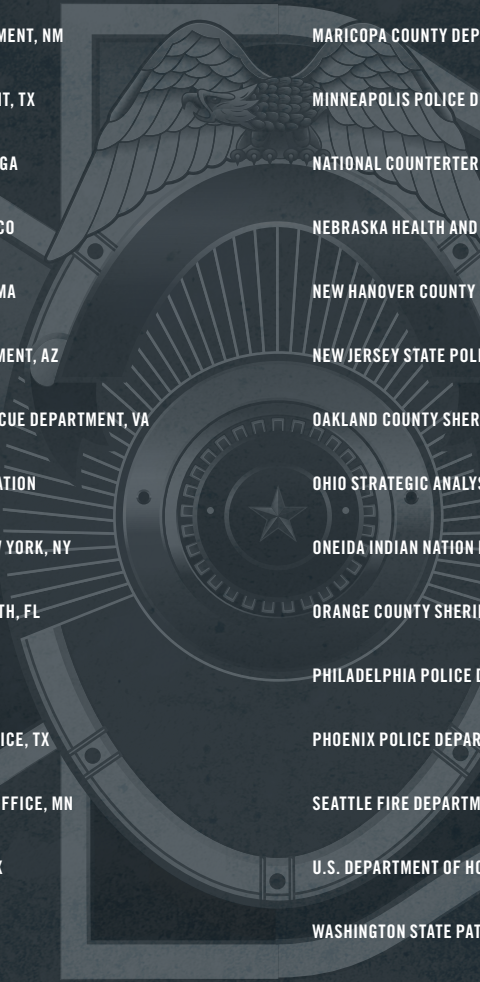 MENT, NM
NT, TX
GA
CO
MA
MENT, AZ
CUE DEPARTMENT, VA
ATION
YORK, NY
TH, FL
ICE, TX
FFICE, MN
MARICOPA COUNTY DEP
MINNEAPOLIS POLICE D
NATIONAL COUNTERTER
NEBRASKA HEALTH AND
NEW HANOVER COUNTY
NEW JERSEY STATE POLI
OAKLAND COUNTY SHER
OHIO STRATEGIC ANALYS
ONEIDA INDIAN NATION
ORANGE COUNTY SHERI
PHILADELPHIA POLICE D
PHOENIX POLICE DEPAR
SEATTLE FIRE DEPARTM
U.S. DEPARTMENT OF HO
WASHINGTON STATE PAT